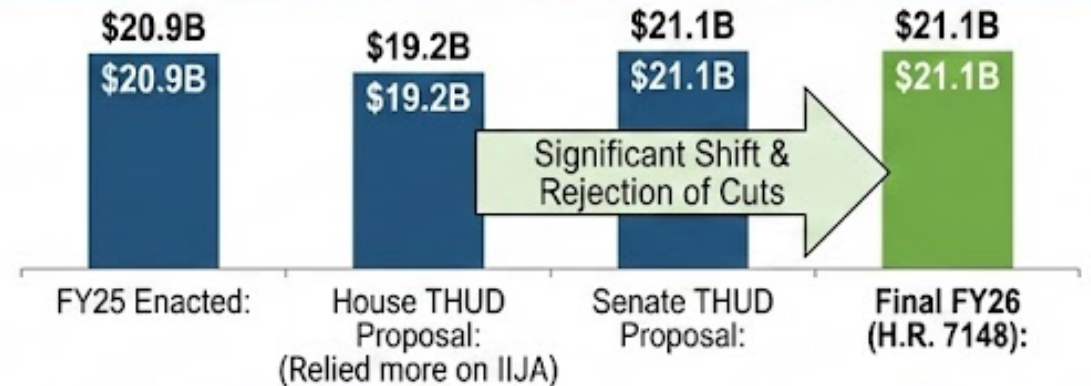 $20.9B
$20.9B
$19.2B
$19.2B
$21.1B
$21.1B
$21.1B
$21.1B
Significant Shift &
Rejection of Cuts
FY25 Enacted:
House THUD
Proposal:
(Relied more on IIJA)
Senate THUD
Proposal:
Final FY26
(H.R. 7148):